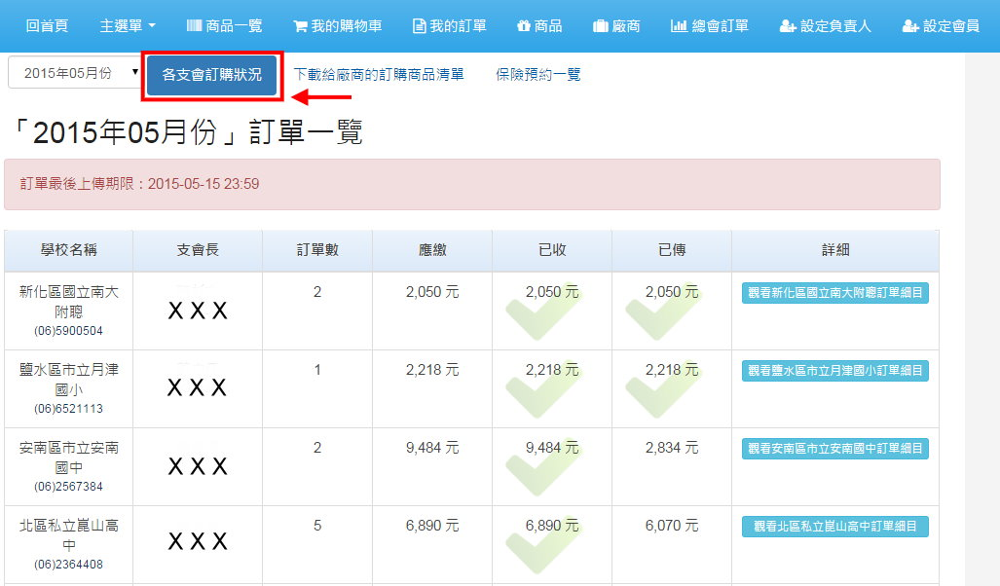 回首頁 主選單 商品一覽 我的購物車 我的訂單 商品 廠商 總會訂單 設定負責人 設定會員
2015年05月份 各支會訂購狀況 下載給廠商的訂購商品清單 保險預約一覽
「2015年05月份」訂單一覽
訂單最後上傳期限：2015-05-15 23:59
學校名稱 支會長 訂單數 應繳 已收 已傳 詳細
新化區國立南大
附聰
(06)5900504
X X X 2 2,050 元 2,050 元 2,050 元 觀看新化區國立南大附聰訂單細目
鹽水區市立月津
國小
(06)6521113
X X X 1 2,218 元 2,218 元 2,218 元 觀看鹽水區市立月津國小訂單細目
安南區市立安南
國中
(06)2567384
X X X 2 9,484 元 9,484 元 2,834 元 觀看安南區市立安南國中訂單細目
北區私立崑山高
中
(06)2364408
X X X 5 6,890 元 6,890 元 6,070 元 觀看北區私立崑山高中訂單細目